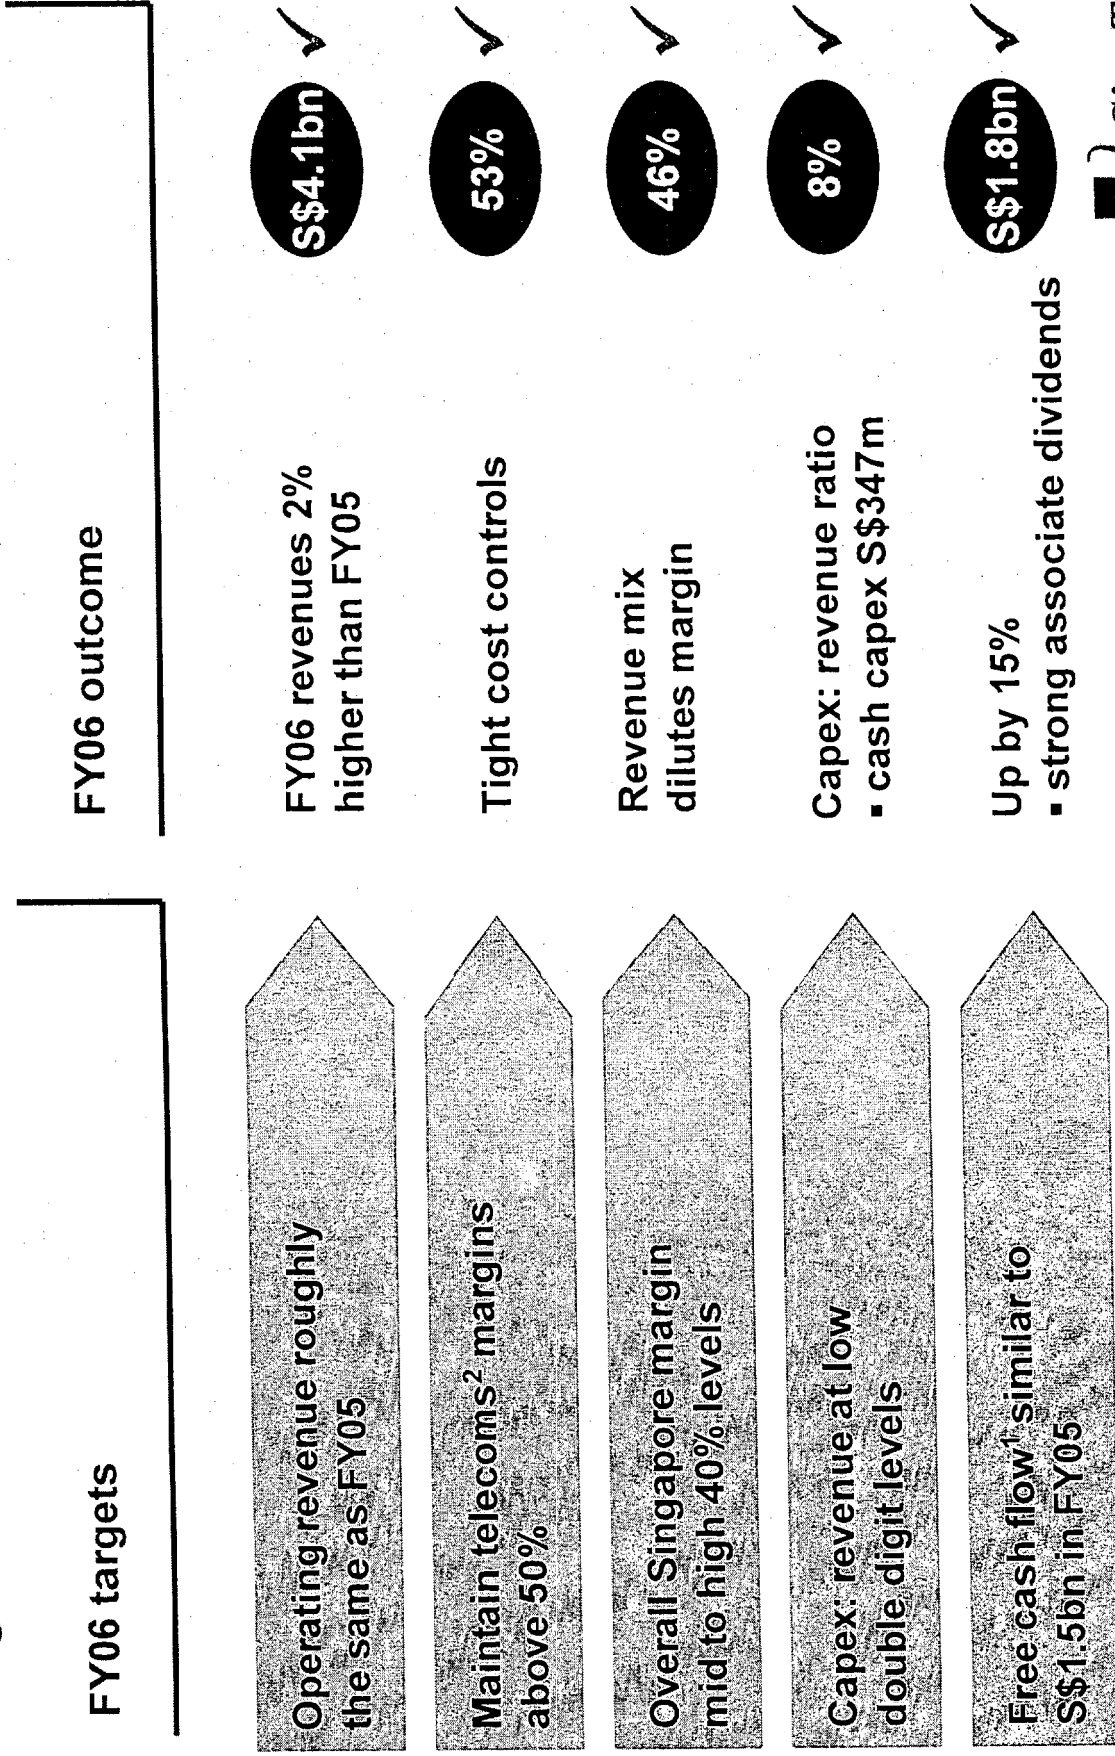 FY06 targets
FY06 outcome
Operating revenue roughly
the same as FY05
FY06 revenues 2%
higher than FY05
S$4.1bn
Maintain telecoms² margins
above 50%
Tight cost controls
53%
Overall Singapore margin
mid to high 40% levels
Revenue mix
dilutes margin
46%
Capex: revenue at low
double digit levels
Capex: revenue ratio
▪ cash capex S$347m
8%
Free cash flow¹ similar to
S$1.5bn in FY05
Up by 15%
▪ strong associate dividends
S$1.8bn